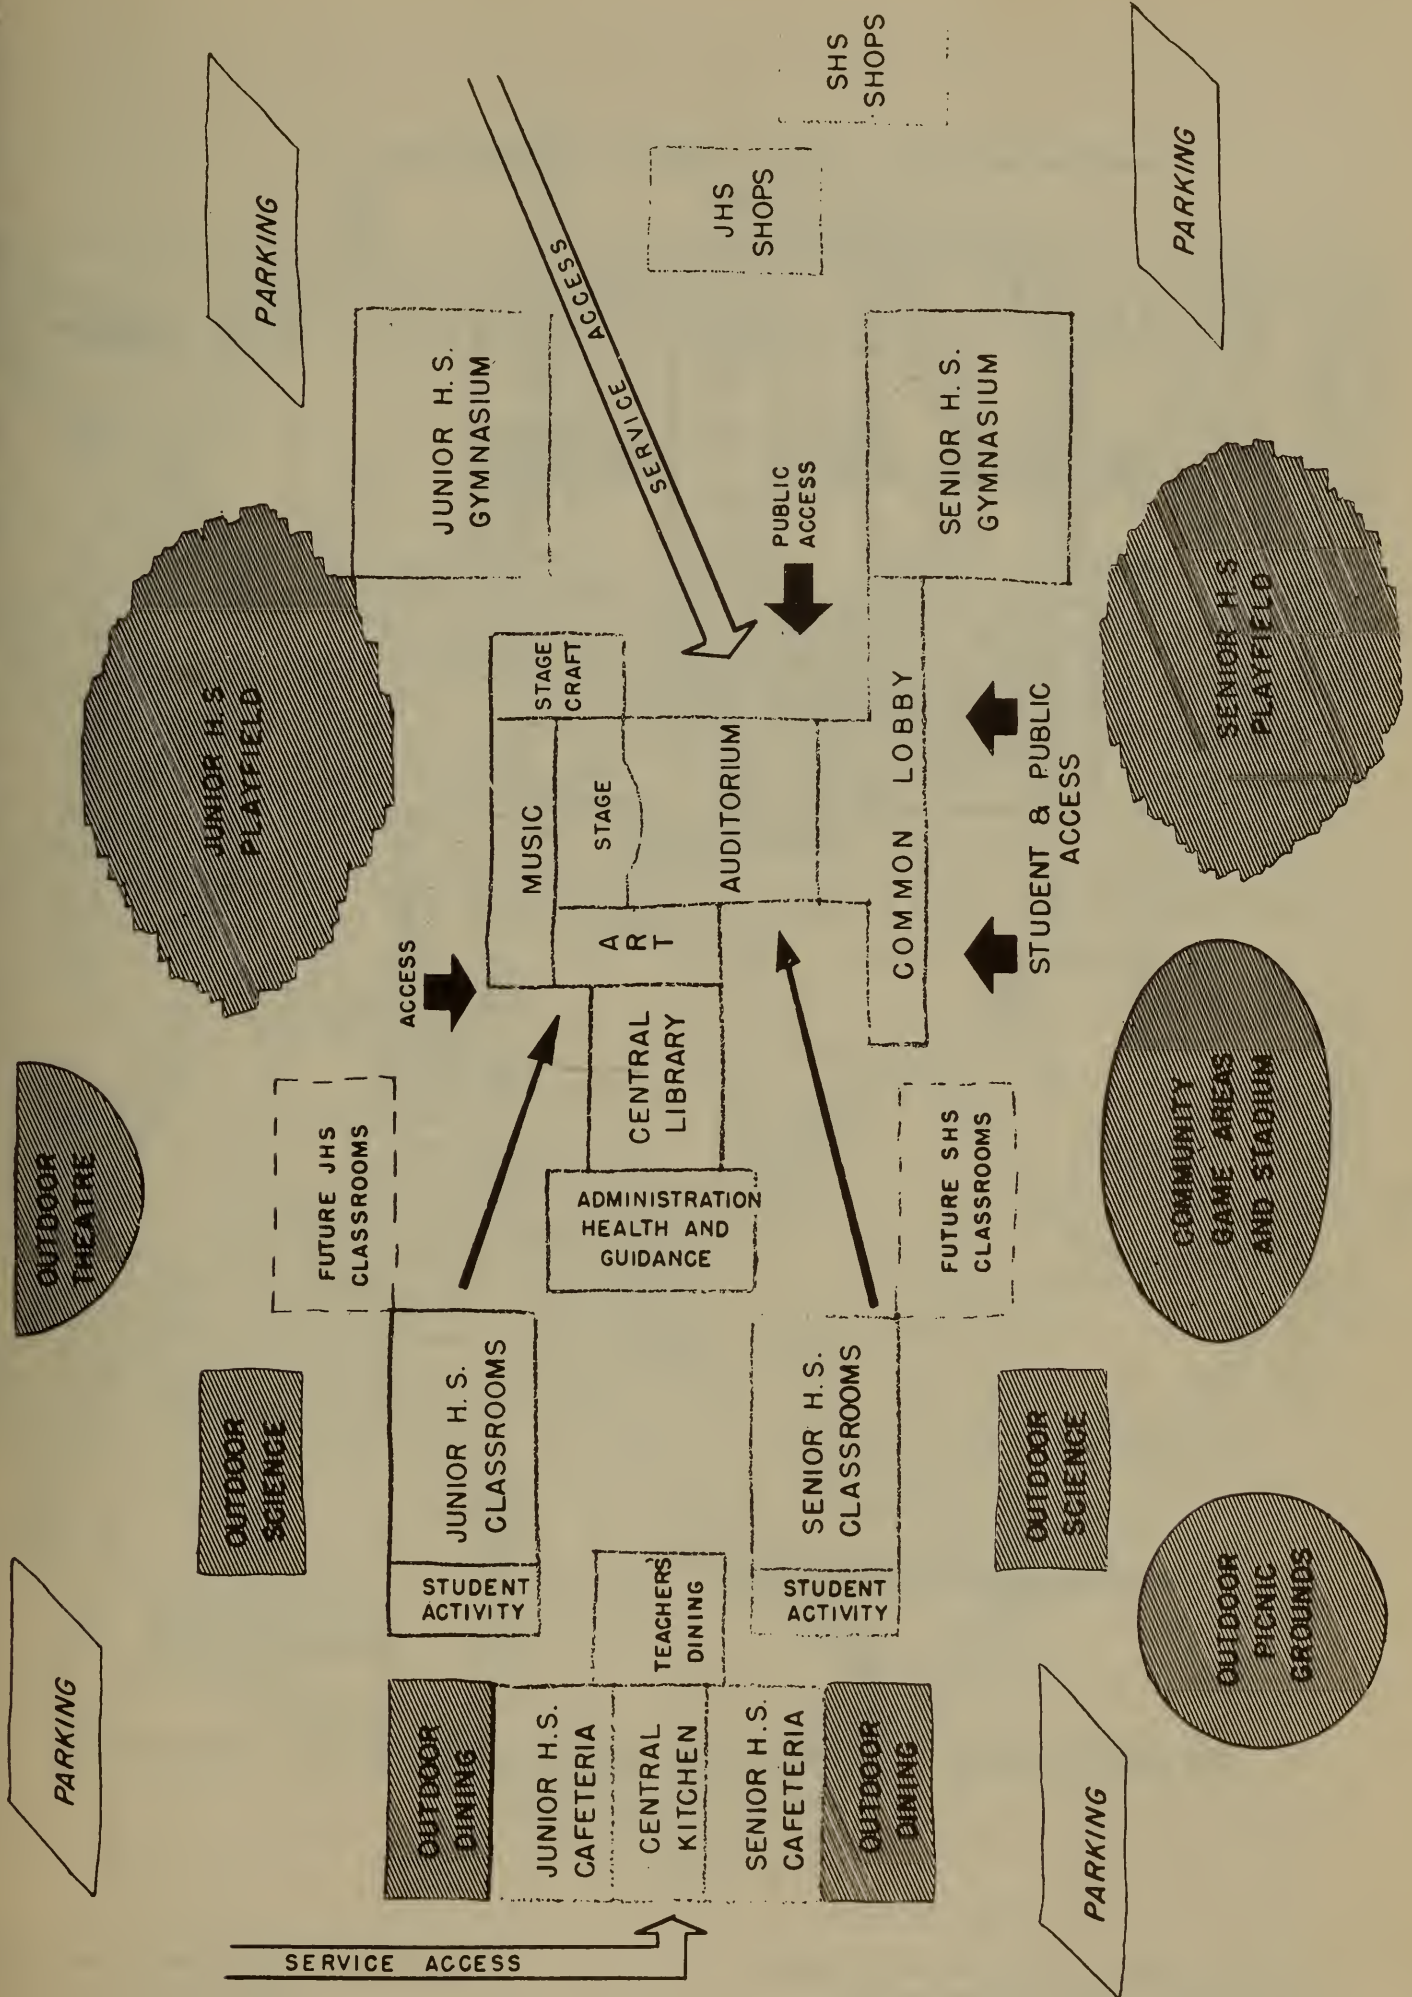 PARKING
OUTDOOR
THEATRE
PARKING
OUTDOOR
SCIENCE
JUNIOR H.S
PLAYFIELD
FUTURE JHS
CLASSROOMS
ACCESS
SERVICE ACCESS
OUTDOOR
DINING
STUDENT
ACTIVITY
JUNIOR H.S.
CLASSROOMS
JUNIOR H.S.
GYMNASIUM
MUSIC
STAGE
CRAFT
STAGE
ART
SERVICE ACCESS
JUNIOR H.S.
CAFETERIA
CENTRAL
KITCHEN
TEACHER'S
DINING
ADMINISTRATION
HEALTH AND
GUIDANCE
CENTRAL
LIBRARY
AUDITORIUM
JHS
SHOPS
SENIOR H.S.
CAFETERIA
STUDENT
ACTIVITY
SENIOR H.S.
CLASSROOMS
PUBLIC
ACCESS
SHS
SHOPS
OUTDOOR
DINING
FUTURE SHS
CLASSROOMS
COMMON LOBBY
SENIOR H.S.
GYMNASIUM
OUTDOOR
SCIENCE
STUDENT & PUBLIC
ACCESS
PARKING
OUTDOOR
PICNIC
GROUNDS
COMMUNITY
GAME AREAS
AND STADIUM
SENIOR H.S
PLAYFIELD
PARKING